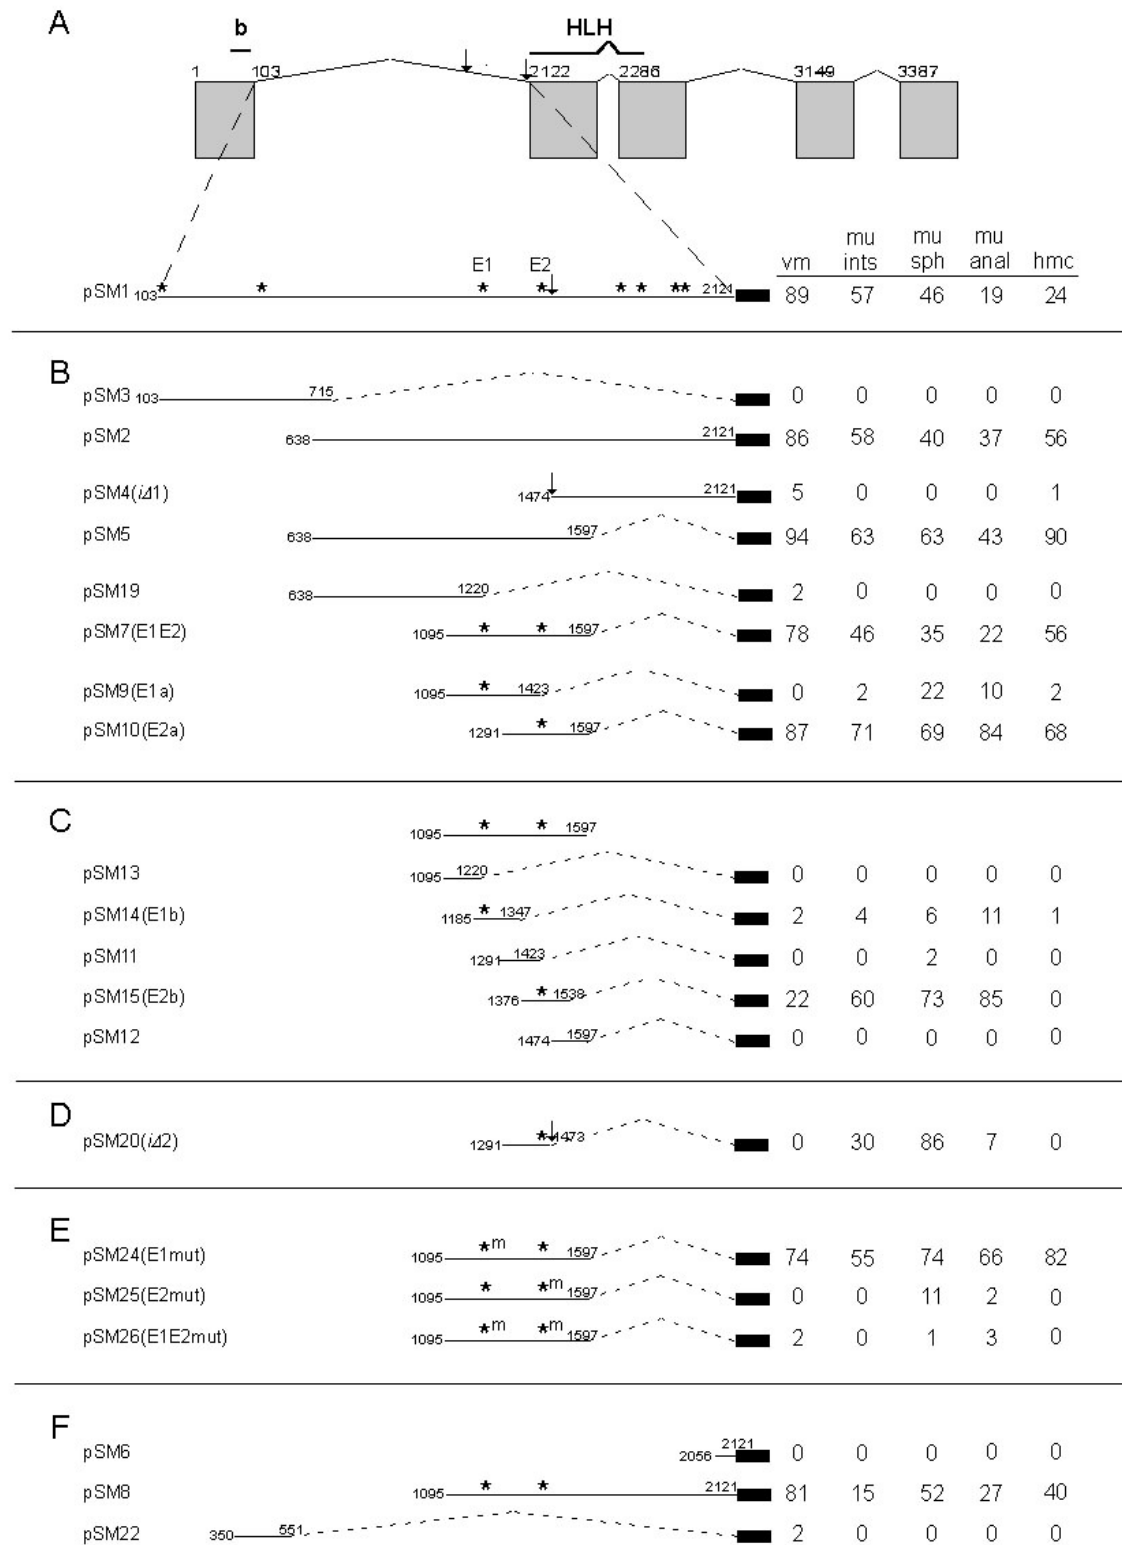 A
b HLH
1 103 2122 2286 3149 3387
mu mu mu
vm ints sph anal hmc
E1 E2
pSM1 103 * * * * * * ** 2121 89 57 46 19 24
B
pSM3 103 715 0 0 0 0 0
pSM2 638 2121 86 58 40 37 56
pSM4(iΔ1) 1474 2121 5 0 0 0 1
pSM5 638 1597 94 63 63 43 90
pSM19 638 1220 2 0 0 0 0
pSM7(E1E2) 1095 * * 1597 78 46 35 22 56
pSM9(E1a) 1095 * 1423 0 2 22 10 2
pSM10(E2a) 1291 * 1597 87 71 69 84 68
C
1095 * * 1597
pSM13 1095 1220 0 0 0 0 0
pSM14(E1b) 1185 * 1347 2 4 6 11 1
pSM11 1291 1423 0 0 2 0 0
pSM15(E2b) 1376 * 1538 22 60 73 85 0
pSM12 1474 1597 0 0 0 0 0
D
pSM20(iΔ2) 1291 * 1473 0 30 86 7 0
E
pSM24(E1mut) 1095 *m * 1597 74 55 74 66 82
pSM25(E2mut) 1095 * *m 1597 0 0 11 2 0
pSM26(E1E2mut) 1095 *m *m 1597 2 0 1 3 0
F
pSM6 2056 2121 0 0 0 0 0
pSM8 1095 * * 2121 81 15 52 27 40
pSM22 350 551 2 0 0 0 0